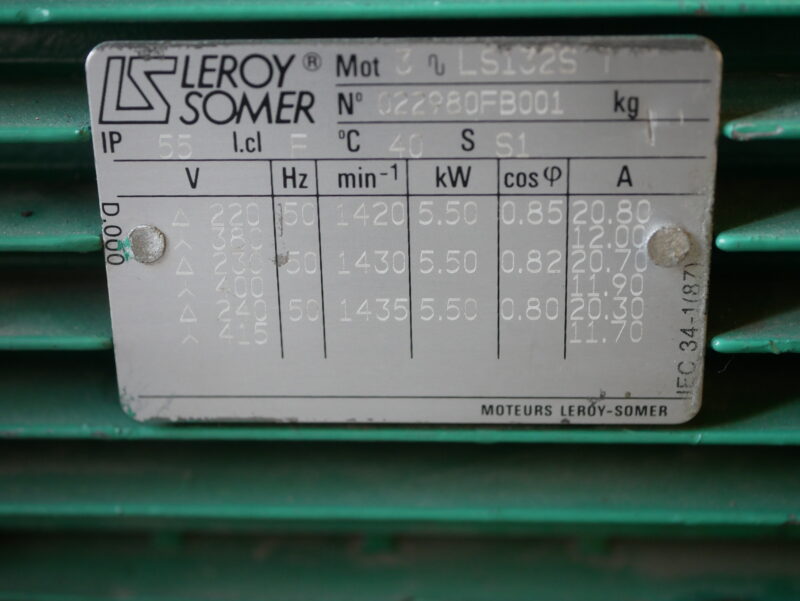 LEROY® SOMER
Mot 3 ∿ LS132S T
N° 022980FB001 kg
IP 55 I.cl F °C 40 S S1
V Hz min⁻¹ kW cos φ A
△ 220 50 1420 5.50 0.85 20.80
⅄ 380 12.00
△ 230 50 1430 5.50 0.82 20.70
⅄ 400 11.90
△ 240 50 1435 5.50 0.80 20.30
⅄ 415 11.70
D.000
IEC 34-1(87)
MOTEURS LEROY-SOMER